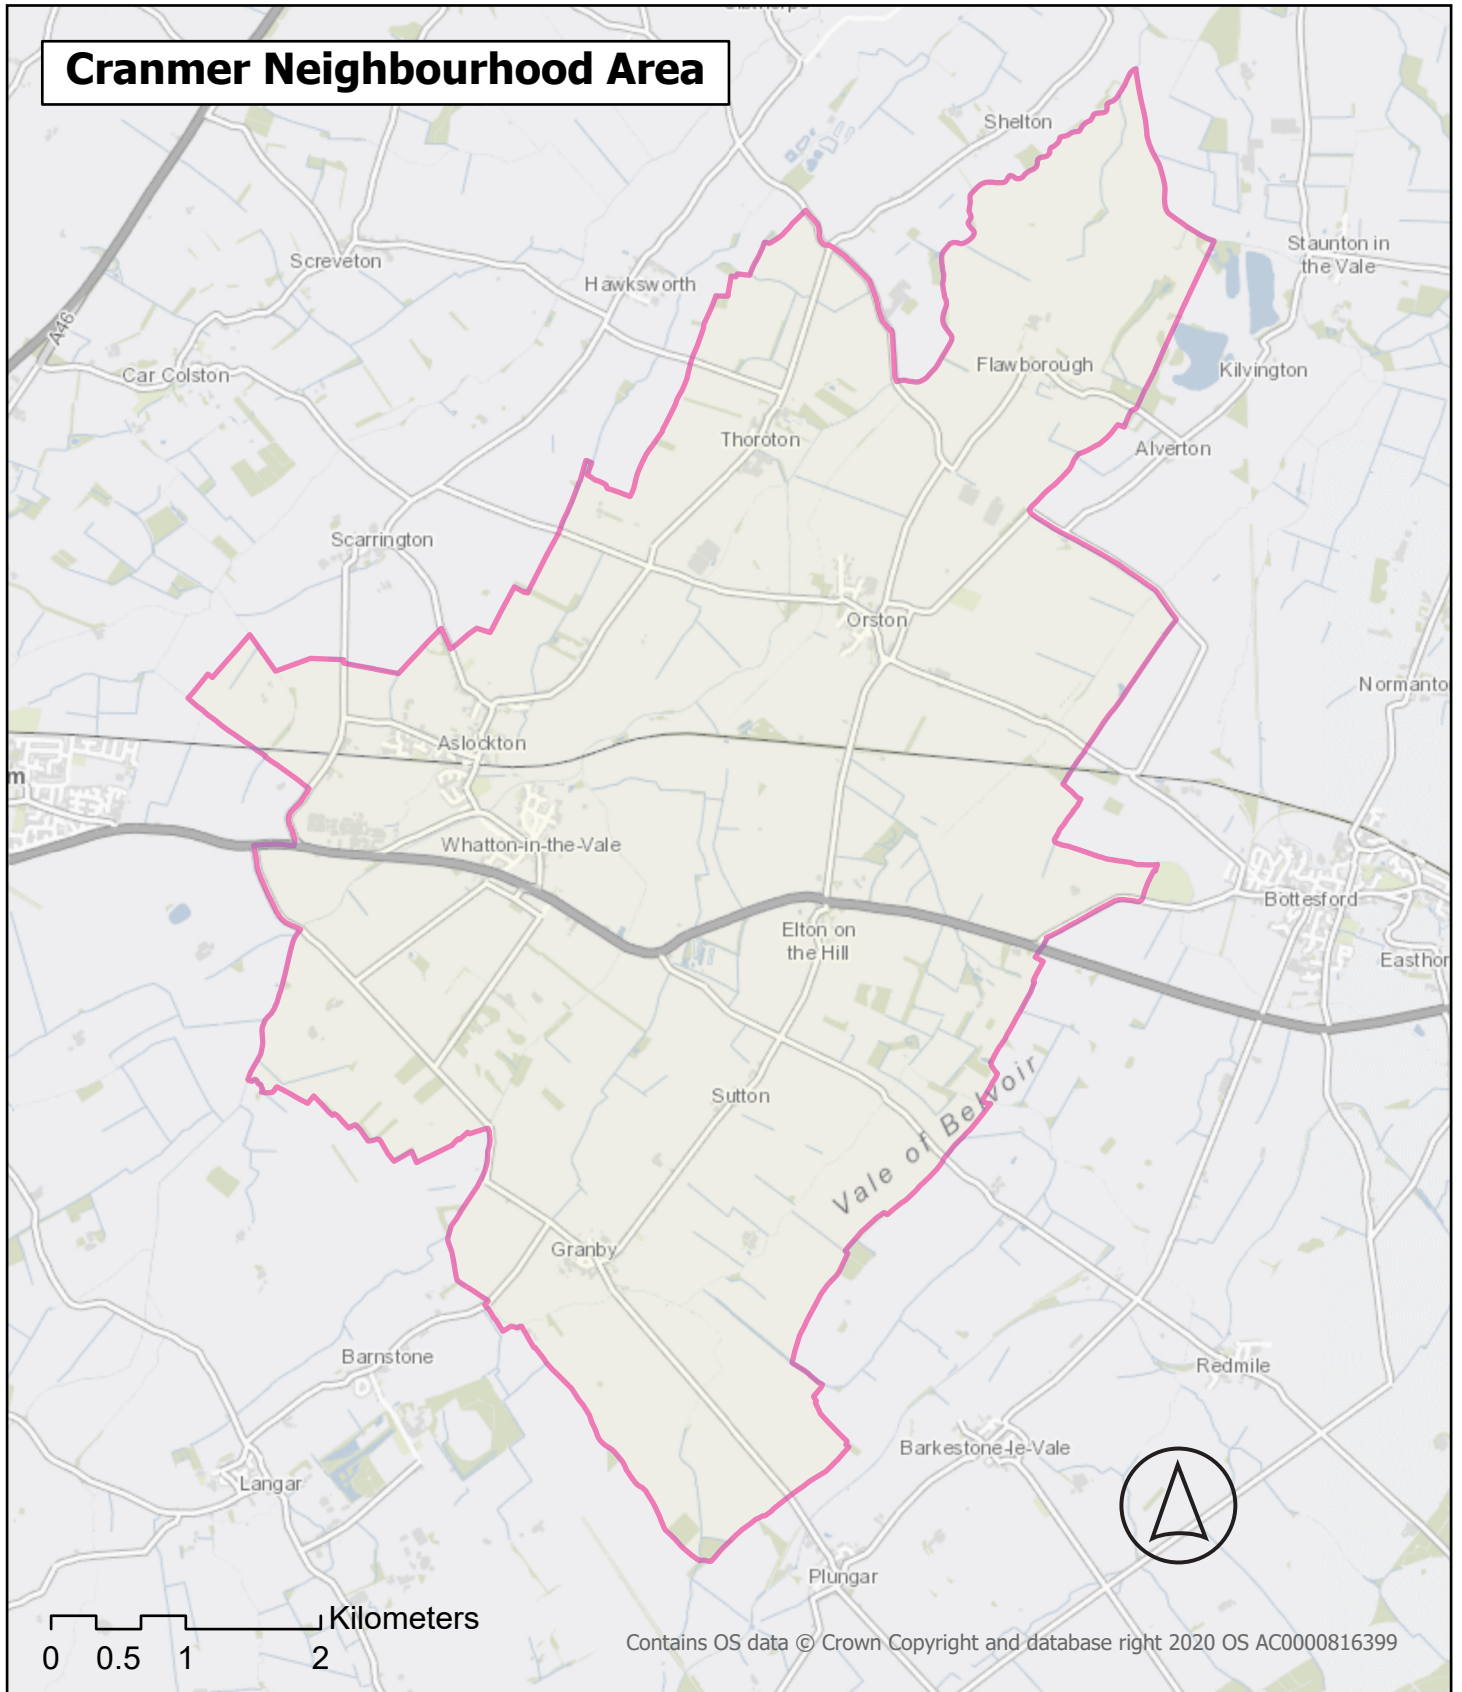 Cranmer Neighbourhood Area
Shelton
Staunton in
the Vale
Screveton
Hawksworth
A46
Car Colston
Flawborough
Kilvington
Thoroton
Alverton
Scarrington
Orston
Normanto
Aslockton
m
Whatton-in-the-Vale
Bottesford
Elton on
the Hill
Easthor
Sutton
Vale of Belvoir
Granby
Barnstone
Redmile
Barkestone-le-Vale
Langar
Plungar
Kilometers
0 0.5 1 2
Contains OS data © Crown Copyright and database right 2020 OS AC0000816399